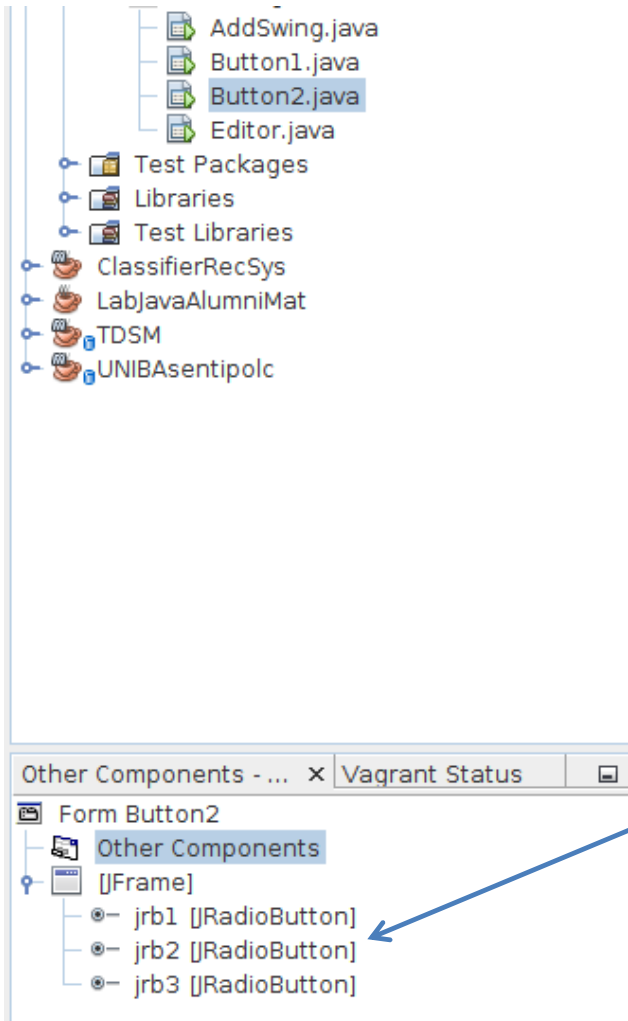 AddSwing.java
Button1.java
Button2.java
Editor.java
Test Packages
Libraries
Test Libraries
ClassifierRecSys
LabJavaAlumniMat
TDSM
UNIBAsentipolc
Other Components - ... × Vagrant Status
Form Button2
Other Components
[JFrame]
jrb1 [JRadioButton]
jrb2 [JRadioButton]
jrb3 [JRadioButton]